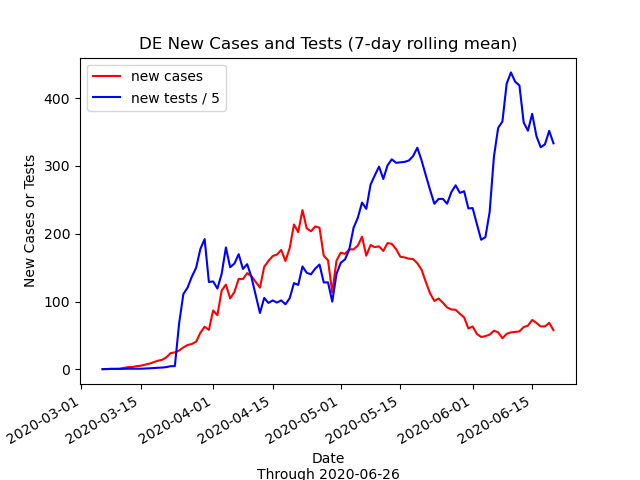 DE New Cases and Tests (7-day rolling mean)
new cases
new tests / 5
New Cases or Tests
400
300
200
100
0
2020-03-01
2020-03-15
2020-04-01
2020-04-15
2020-05-01
2020-05-15
2020-06-01
2020-06-15
Date
Through 2020-06-26